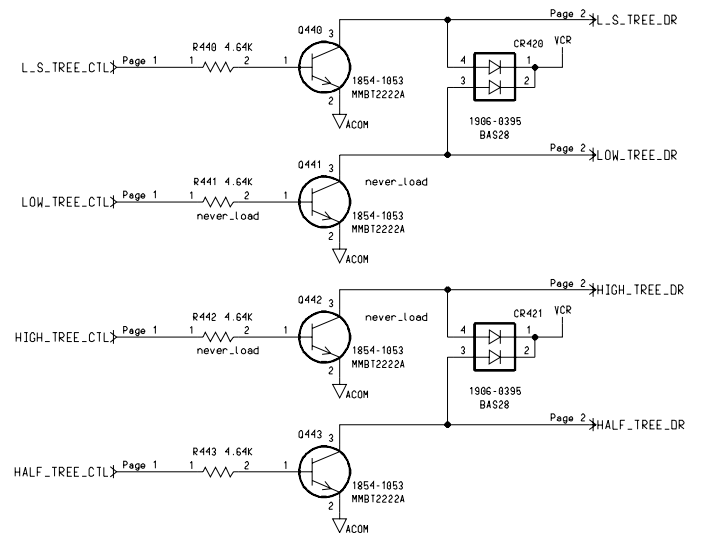 Q440
3
Page 2
L_S_TREE_DR
R440 4.64K
CR420
VCR
L_S_TREE_CTL
Page 1
1
2
1
4
1
3
2
2
1854-1053
MMBT2222A
ACOM
1906-0395
BAS28
Q441
3
Page 2
LOW_TREE_DR
R441 4.64K
never_load
LOW_TREE_CTL
Page 1
1
2
1
never_load
2
1854-1053
MMBT2222A
ACOM
Q442
3
Page 2
HIGH_TREE_DR
R442 4.64K
never_load
CR421
VCR
HIGH_TREE_CTL
Page 1
1
2
1
4
1
never_load
3
2
2
1854-1053
MMBT2222A
ACOM
1906-0395
BAS28
Q443
3
Page 2
HALF_TREE_DR
R443 4.64K
HALF_TREE_CTL
Page 1
1
2
1
2
1854-1053
MMBT2222A
ACOM